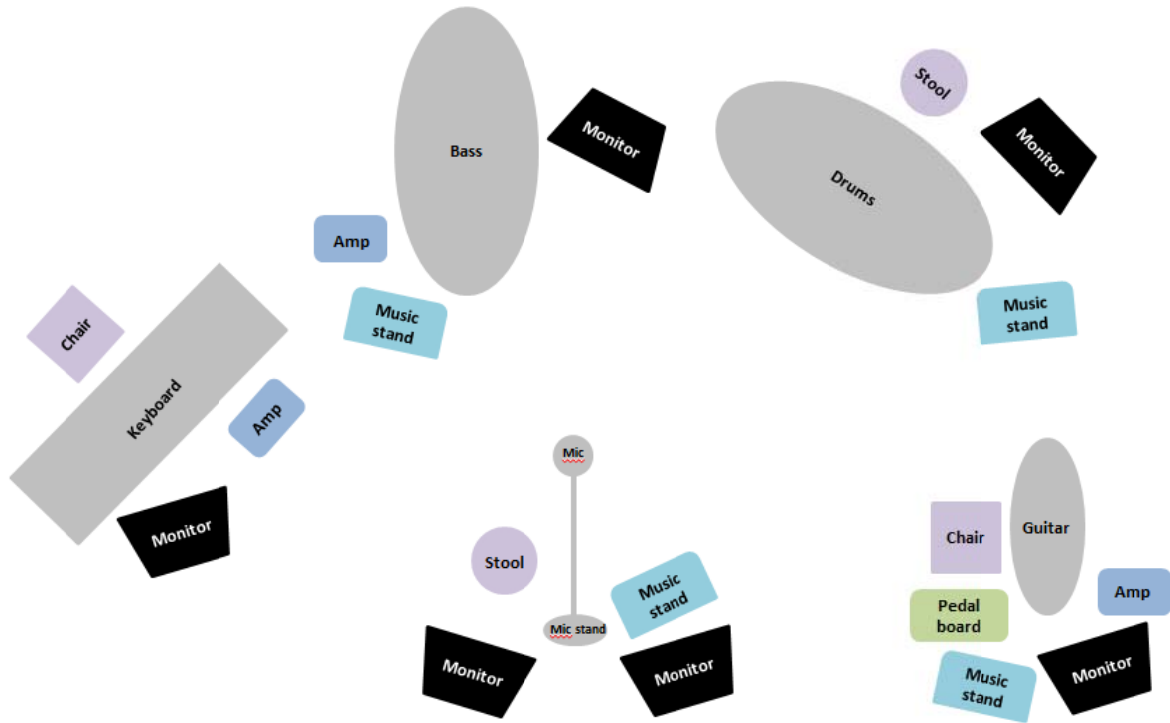 Bass
Monitor
Stool
Monitor
Drums
Amp
Music
stand
Music
stand
Chair
Keyboard
Amp
Monitor
Mic
Stool
Music
stand
Mic stand
Monitor
Monitor
Chair
Guitar
Pedal
board
Amp
Music
stand
Monitor